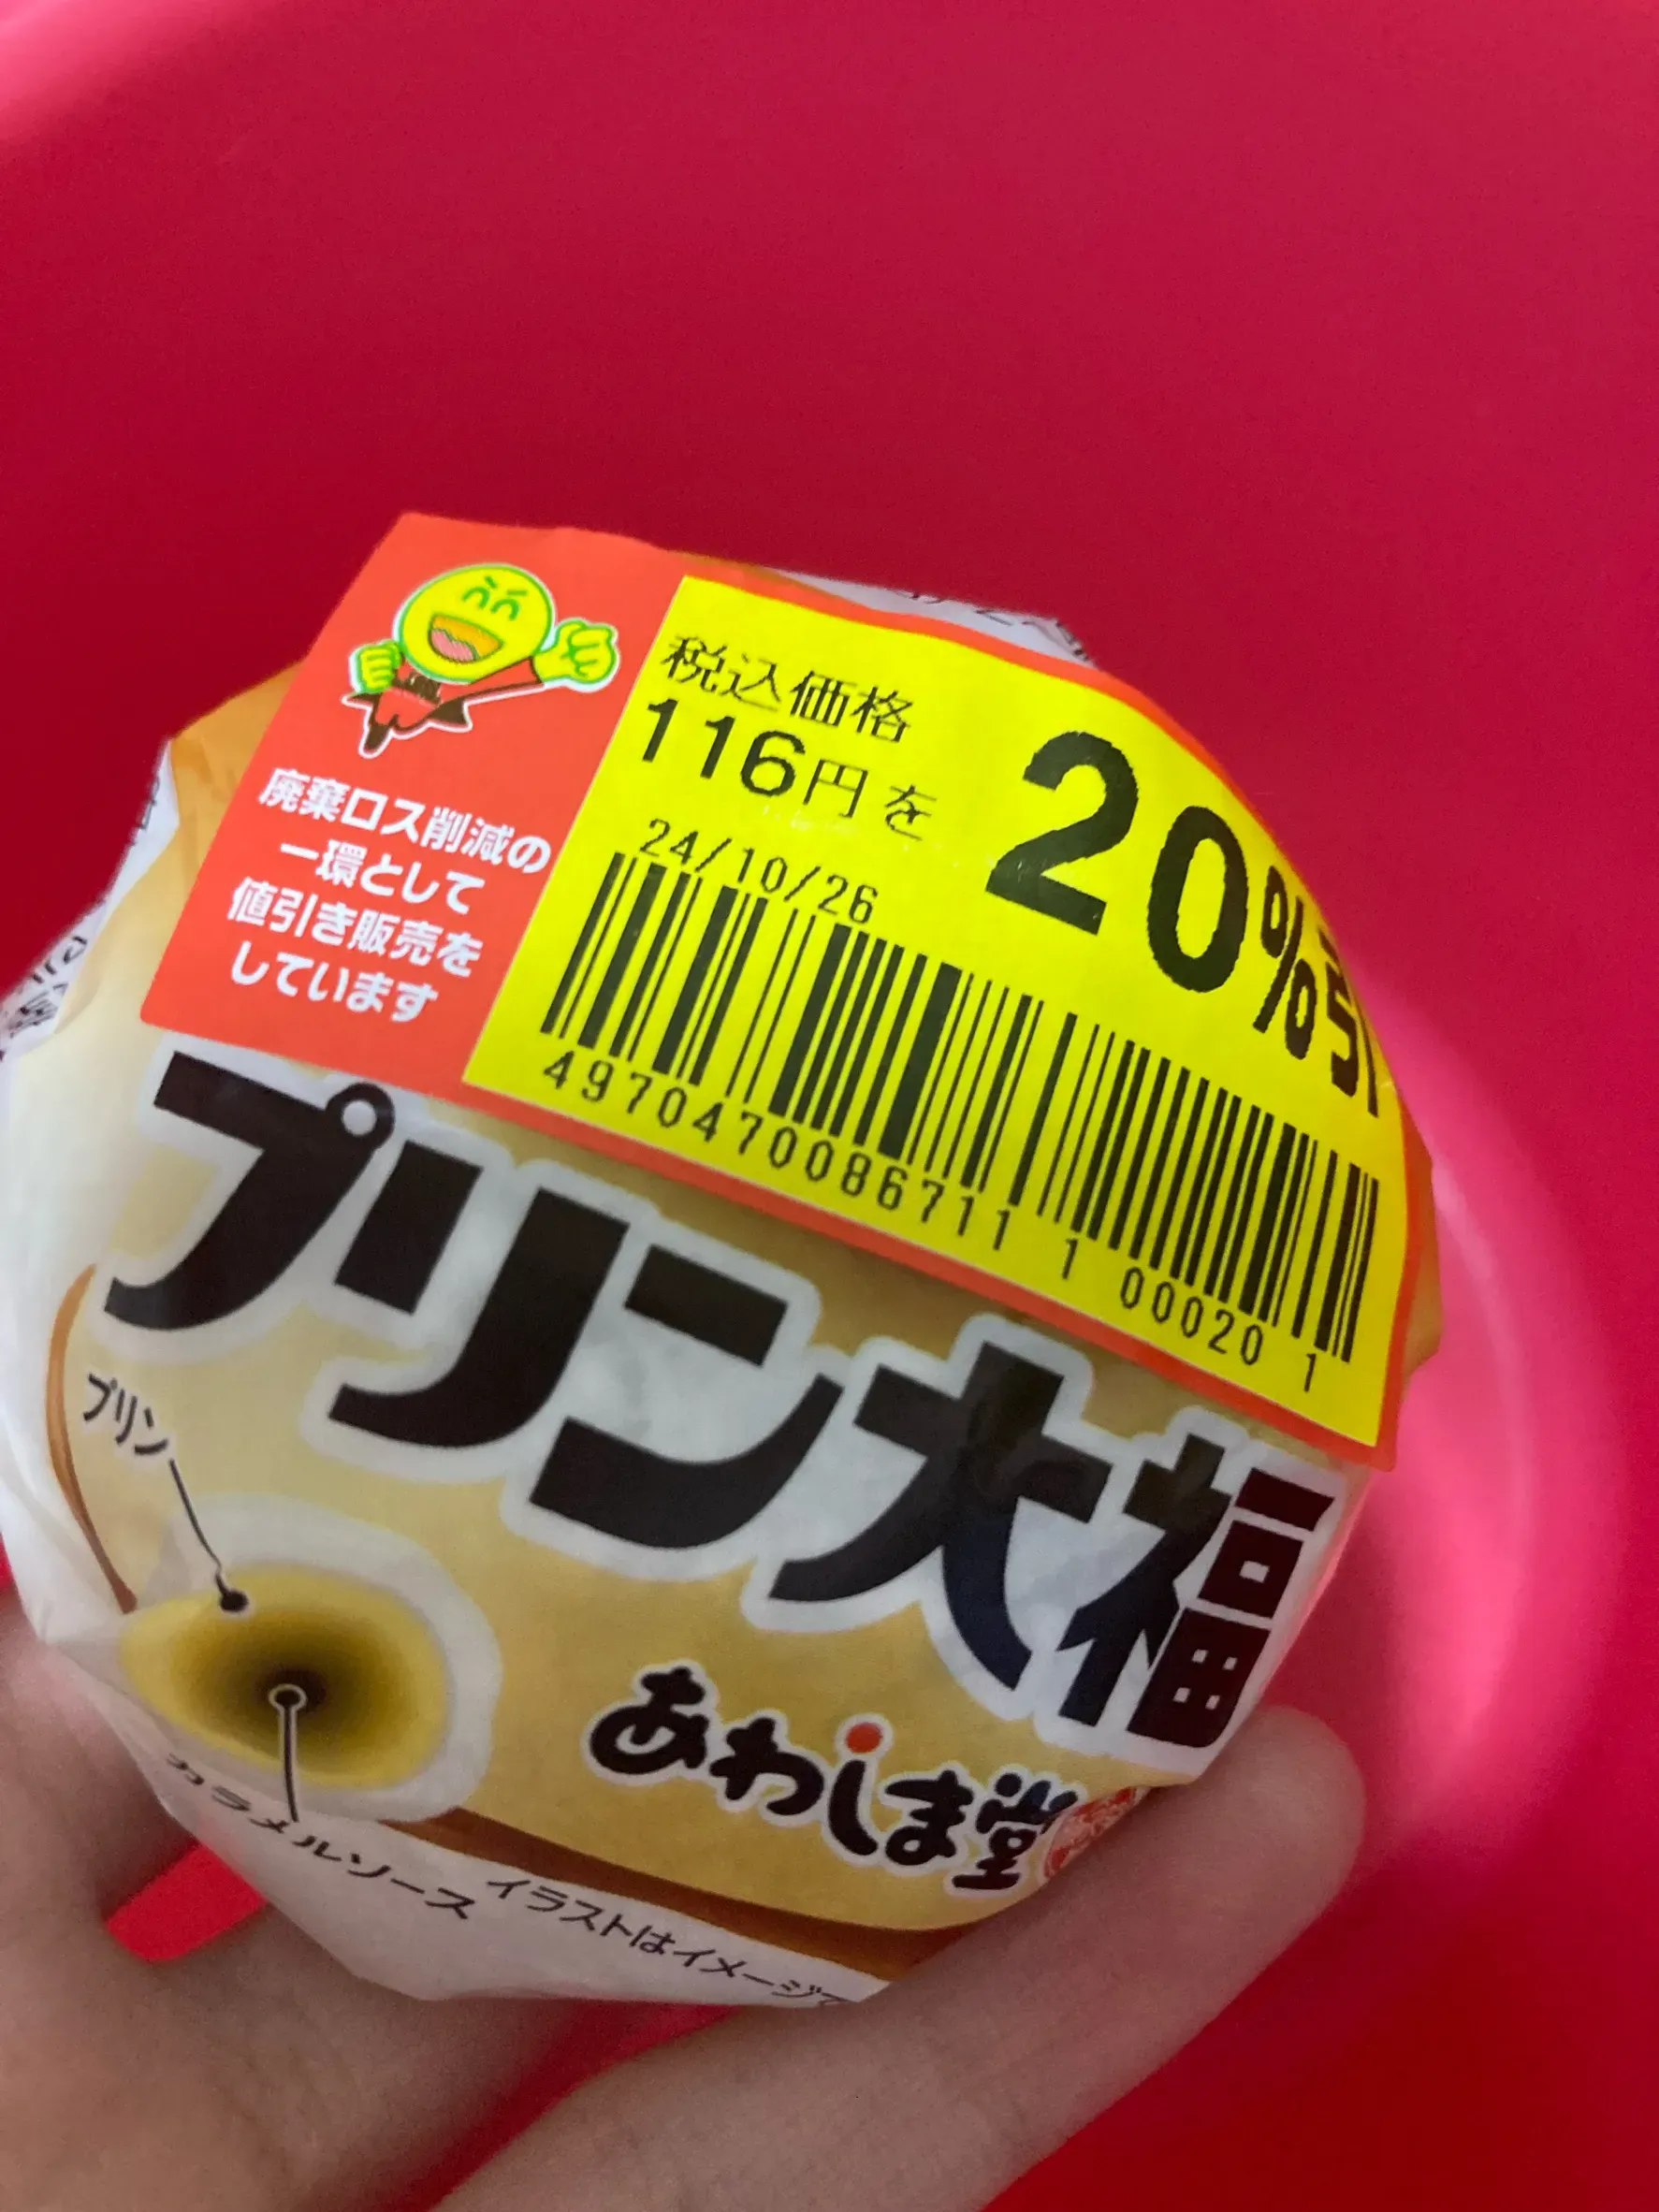 廃棄ロス削減の
一環として
値引き販売を
しています
税込価格
116円を
20%引
24/10/26
4970470086711 1 00020 1
プリン大福
プリン
あわしま堂
カラメルソース
イラストはイメージで